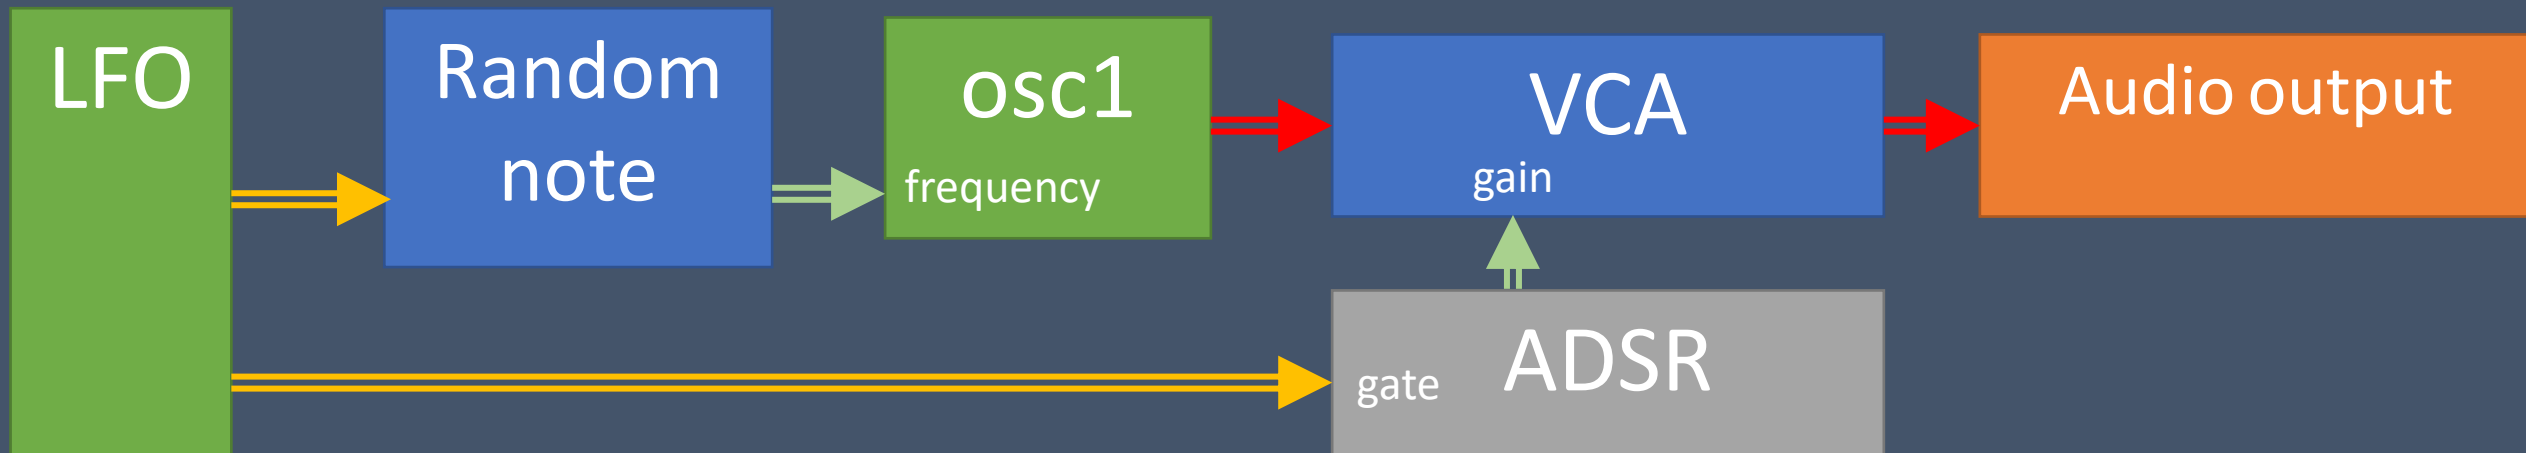 LFO
Random
note
osc1
frequency
VCA
gain
Audio output
gate
ADSR